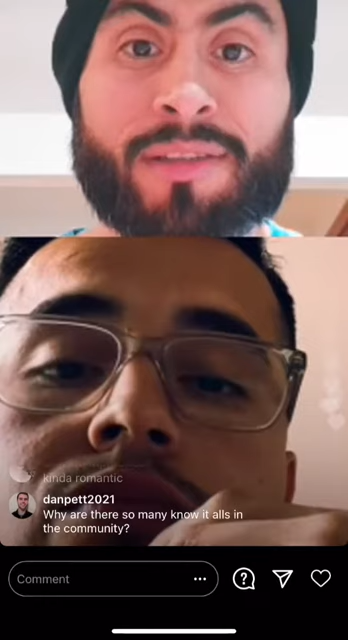 kinda romantic
danpett2021
Why are there so many know it alls in
the community?
Comment